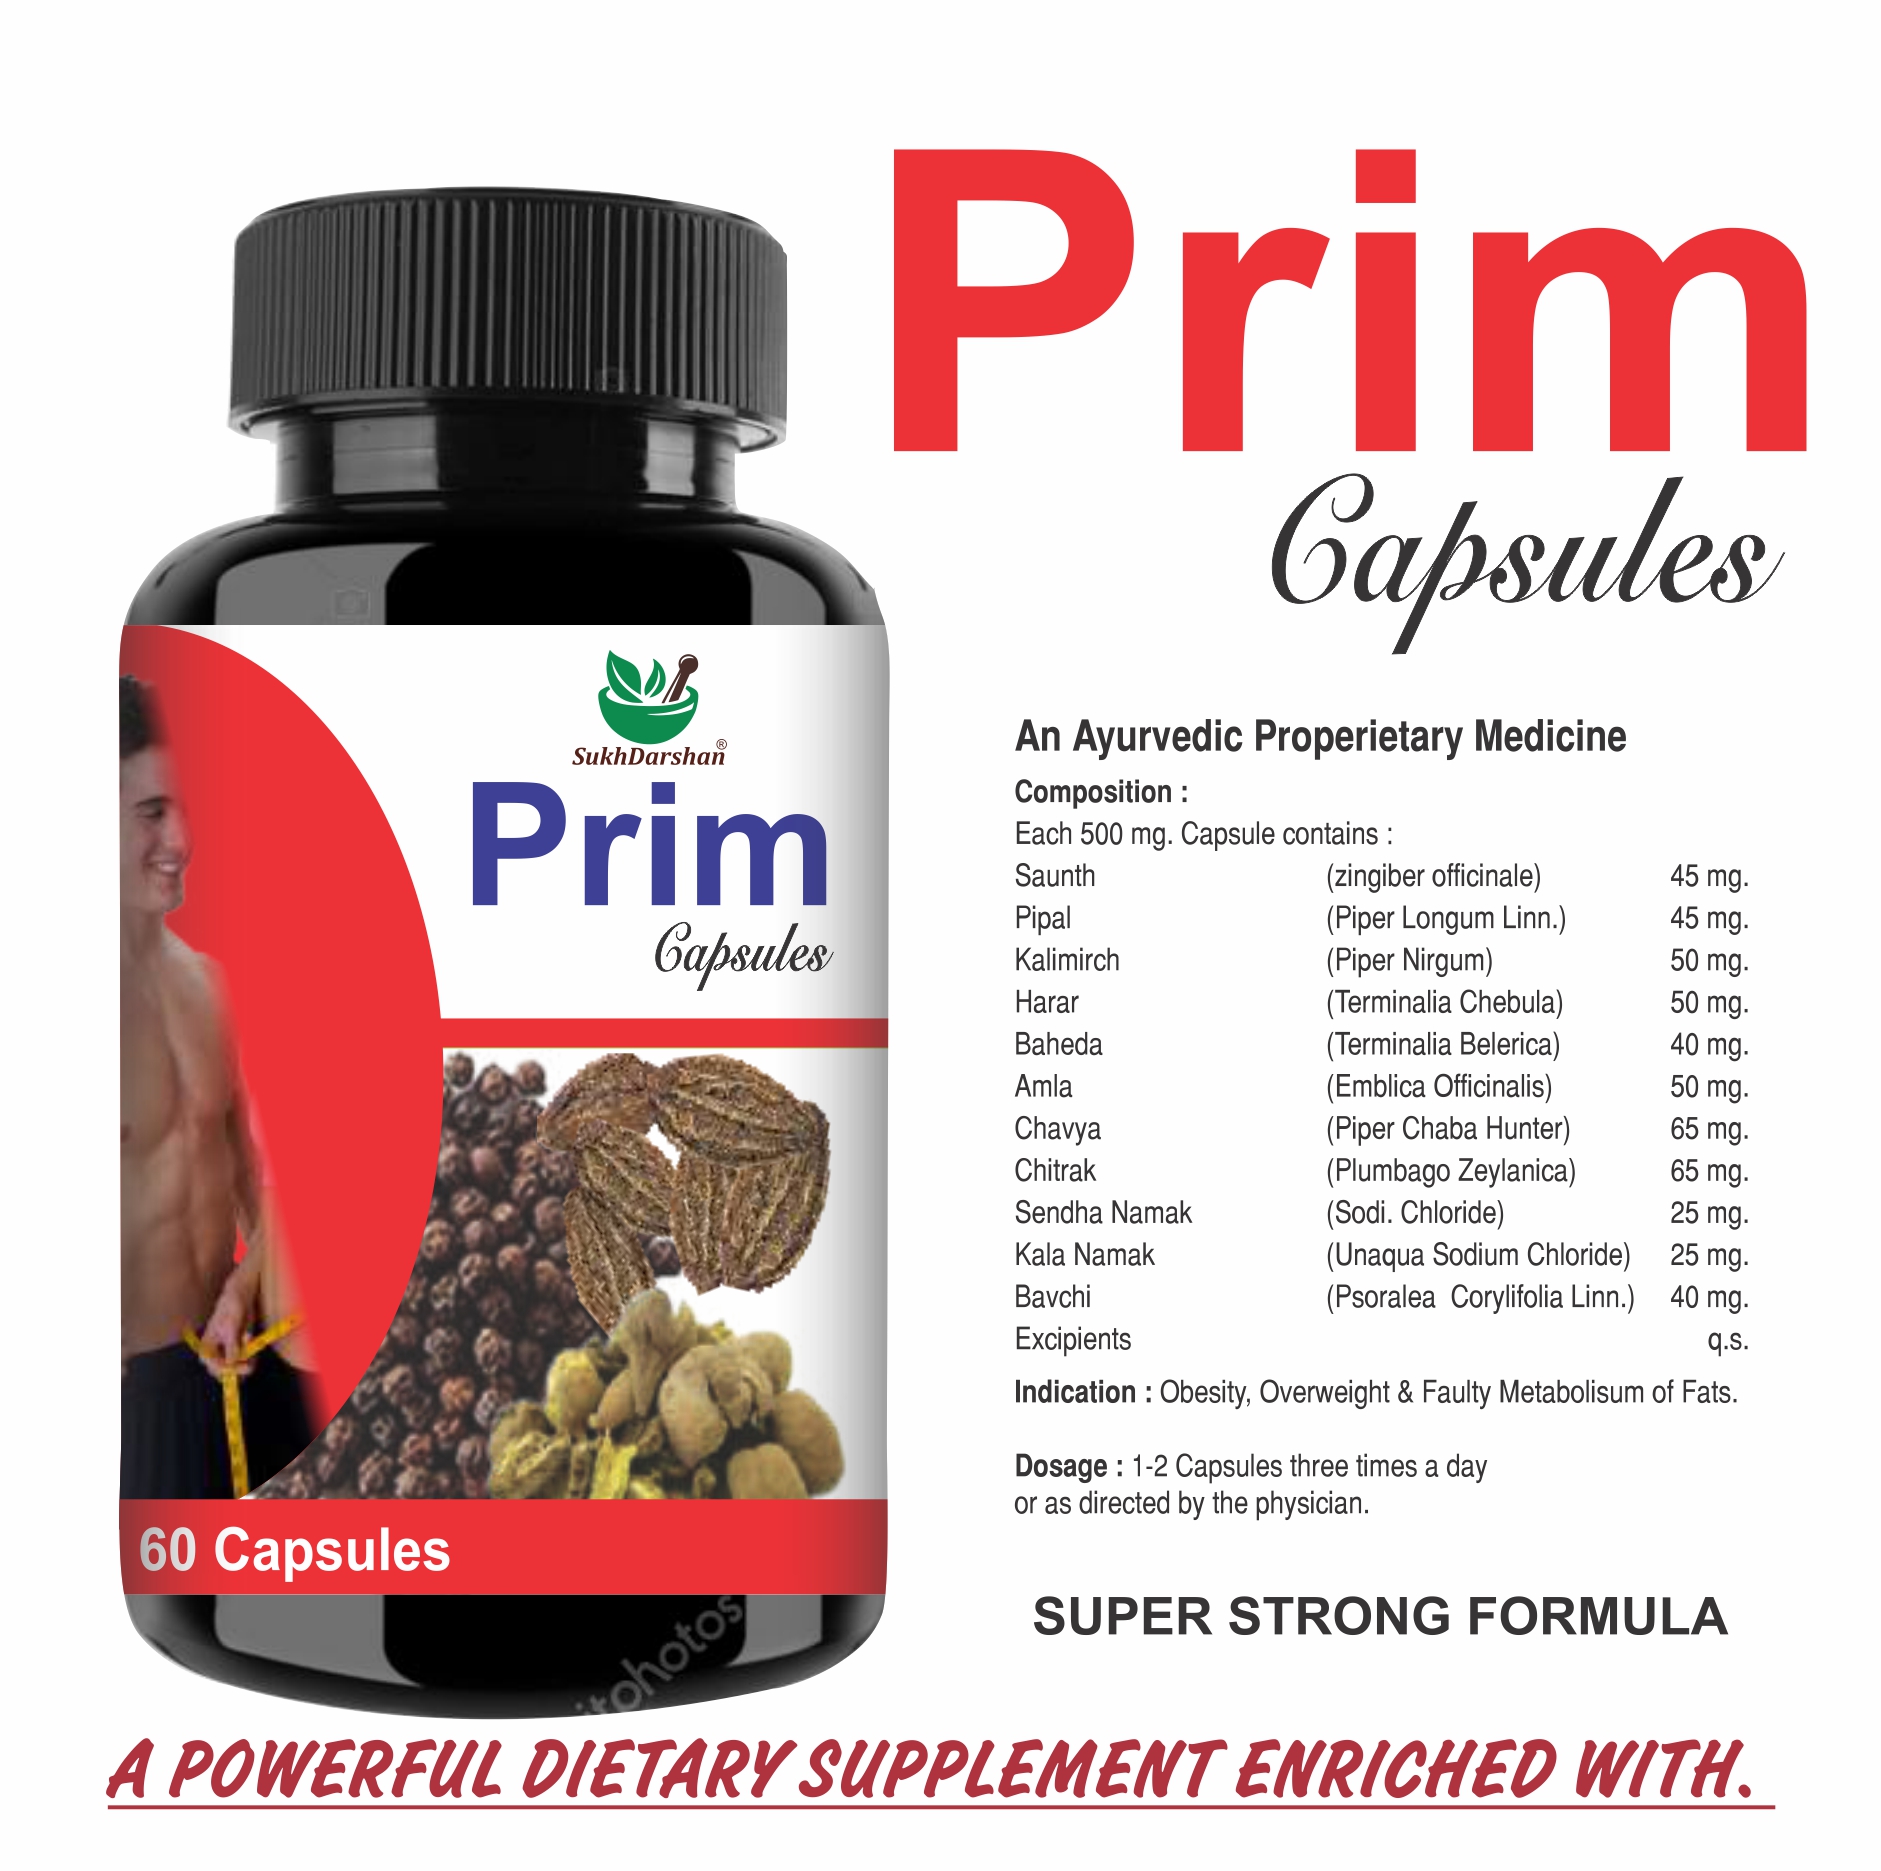 Prim
Capsules
SukhDarshan®
Prim
Capsules
60 Capsules
An Ayurvedic Properietary Medicine
Composition :
Each 500 mg. Capsule contains :
Saunth (zingiber officinale) 45 mg.
Pipal (Piper Longum Linn.) 45 mg.
Kalimirch (Piper Nirgum) 50 mg.
Harar (Terminalia Chebula) 50 mg.
Baheda (Terminalia Belerica) 40 mg.
Amla (Emblica Officinalis) 50 mg.
Chavya (Piper Chaba Hunter) 65 mg.
Chitrak (Plumbago Zeylanica) 65 mg.
Sendha Namak (Sodi. Chloride) 25 mg.
Kala Namak (Unaqua Sodium Chloride) 25 mg.
Bavchi (Psoralea Corylifolia Linn.) 40 mg.
Excipients q.s.
Indication : Obesity, Overweight & Faulty Metabolisum of Fats.
Dosage : 1-2 Capsules three times a day
or as directed by the physician.
SUPER STRONG FORMULA
A POWERFUL DIETARY SUPPLEMENT ENRICHED WITH.